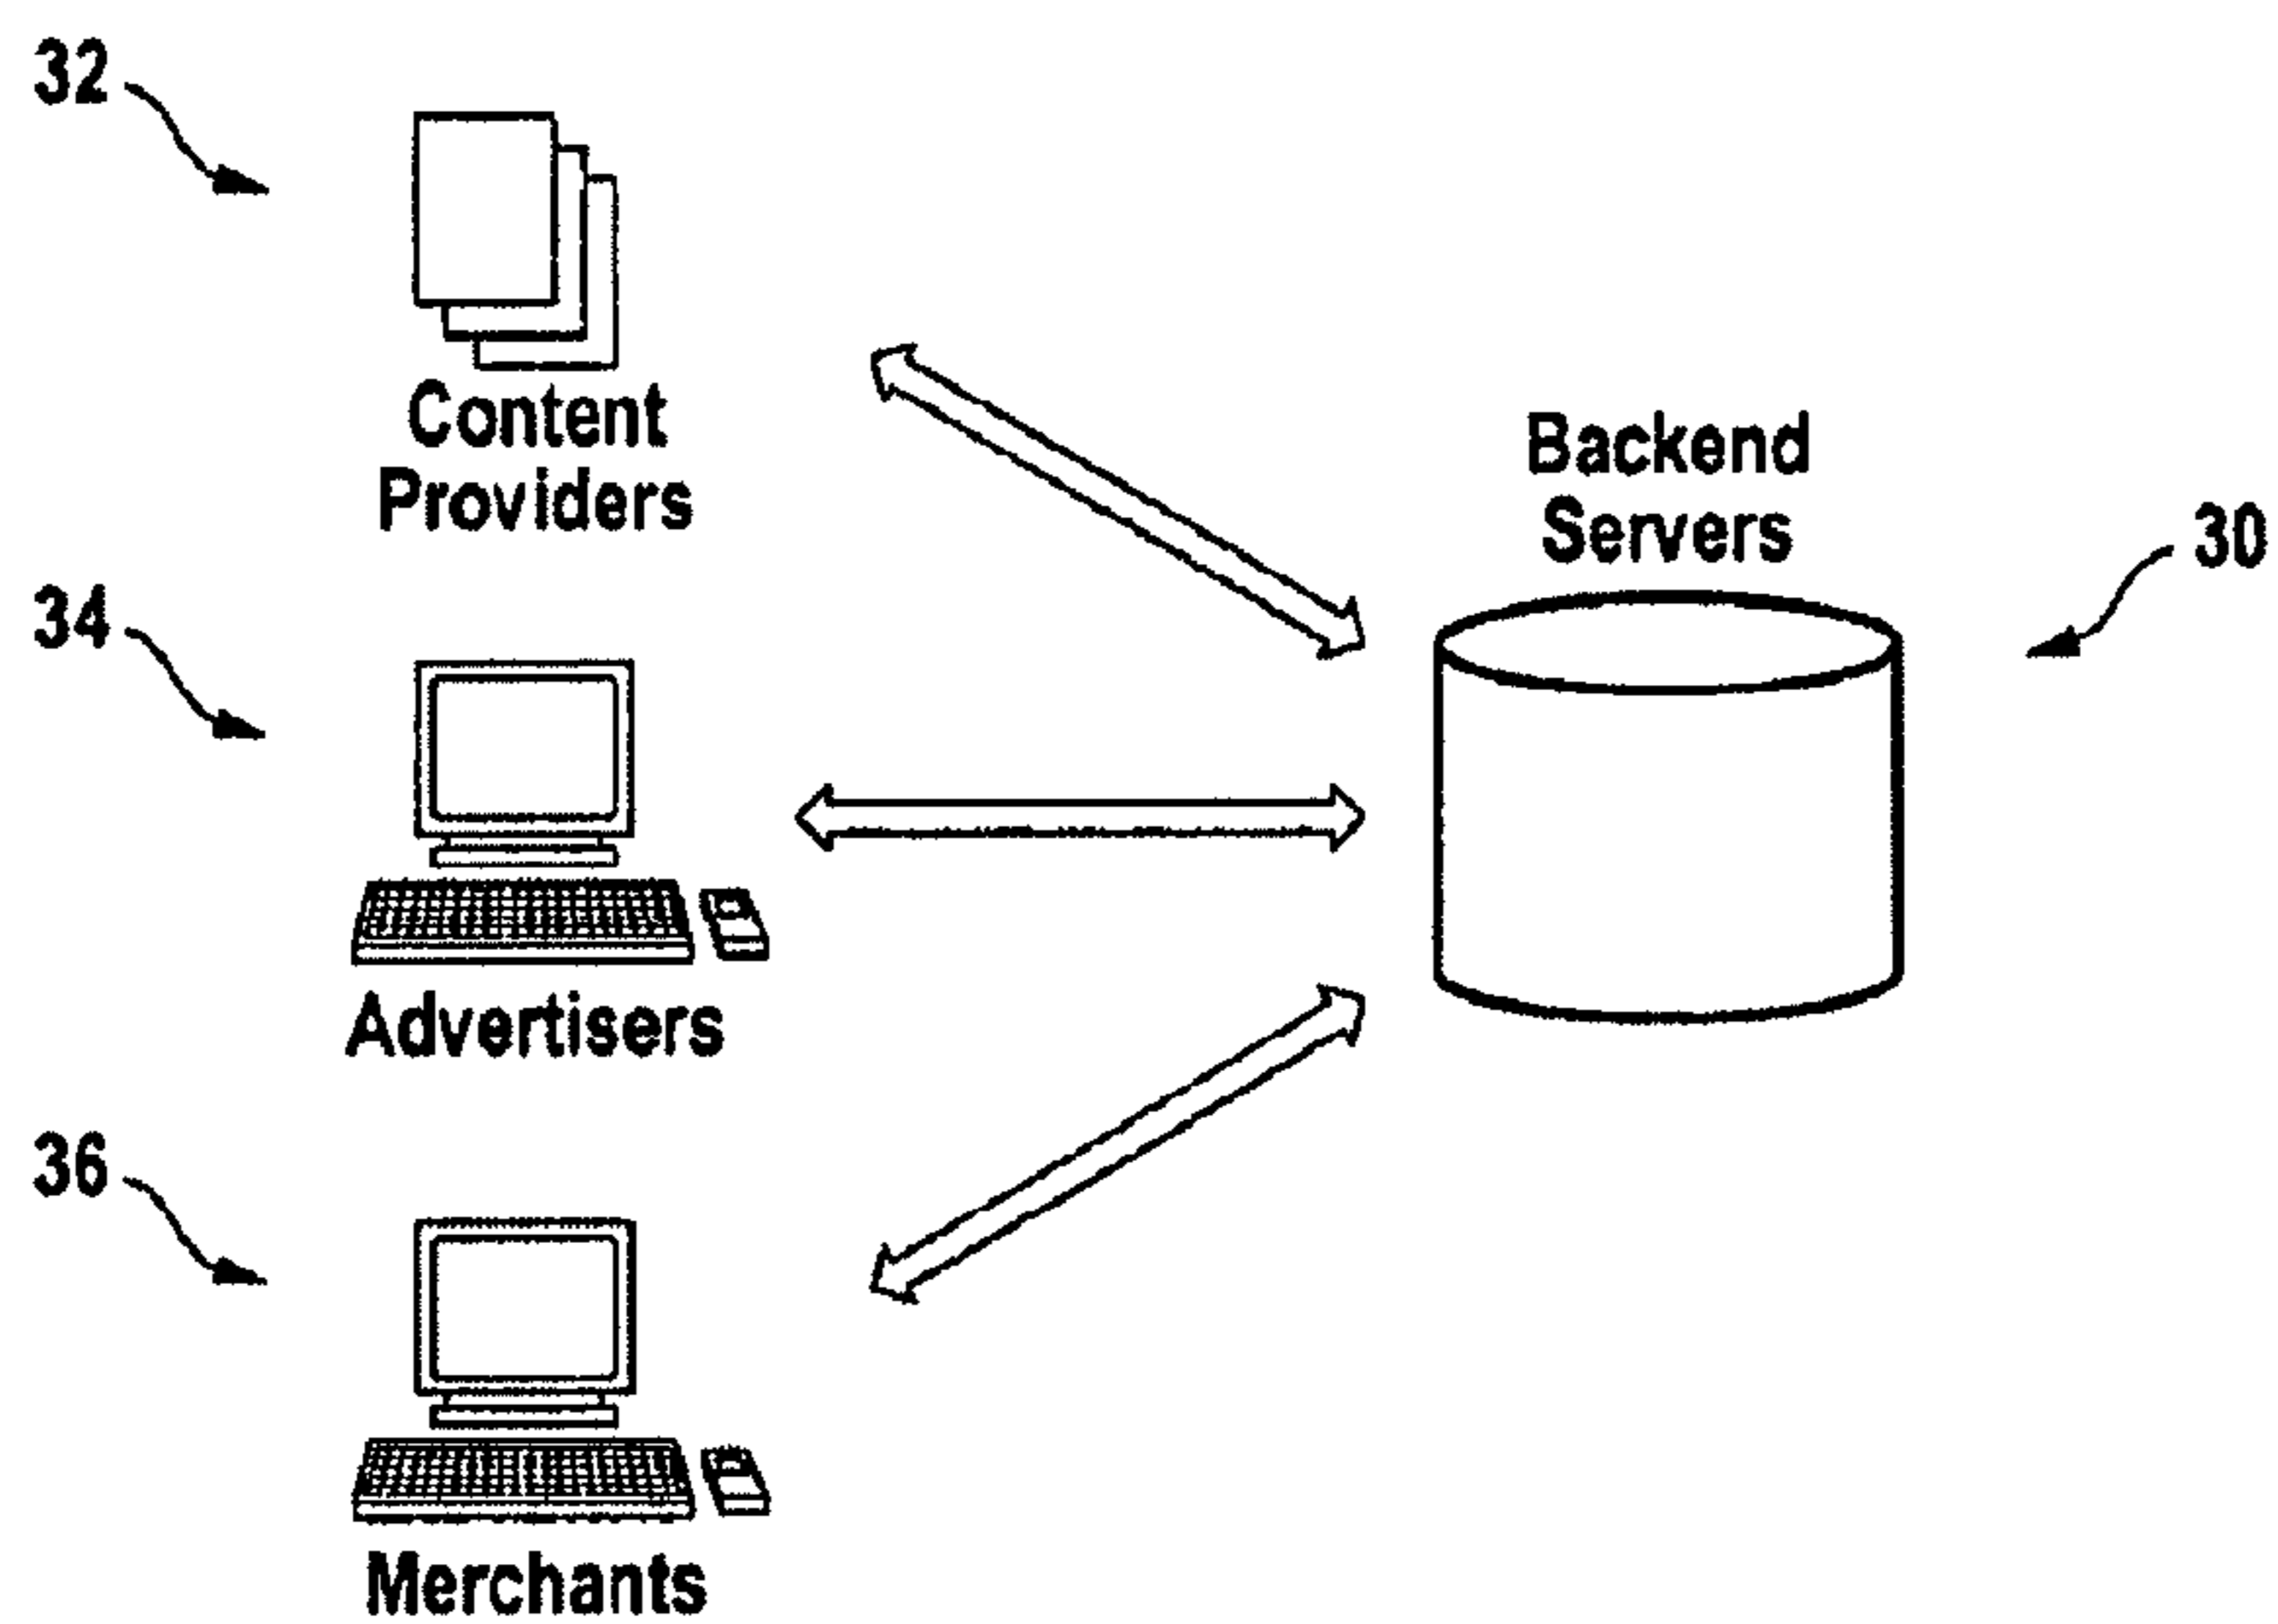 32
Content
Providers
Backend
Servers
30
34
Advertisers
36
Merchants